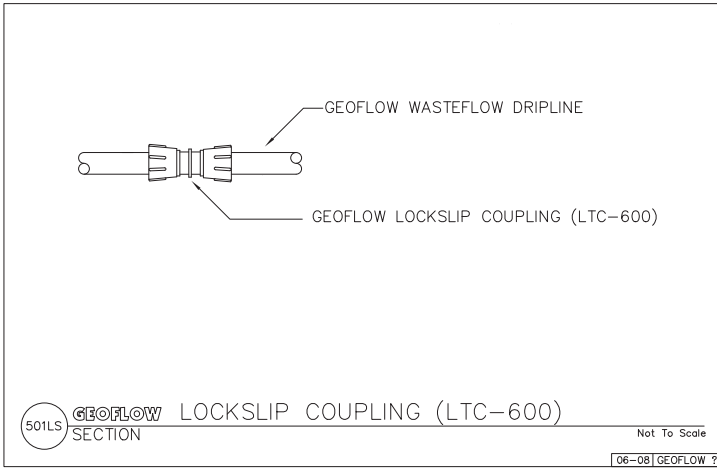 GEOFLOW WASTEFLOW DRIPLINE
GEOFLOW LOCKSLIP COUPLING (LTC-600)
501LS
GEOFLOW LOCKSLIP COUPLING (LTC-600)
SECTION
Not To Scale
06-08 GEOFLOW ?